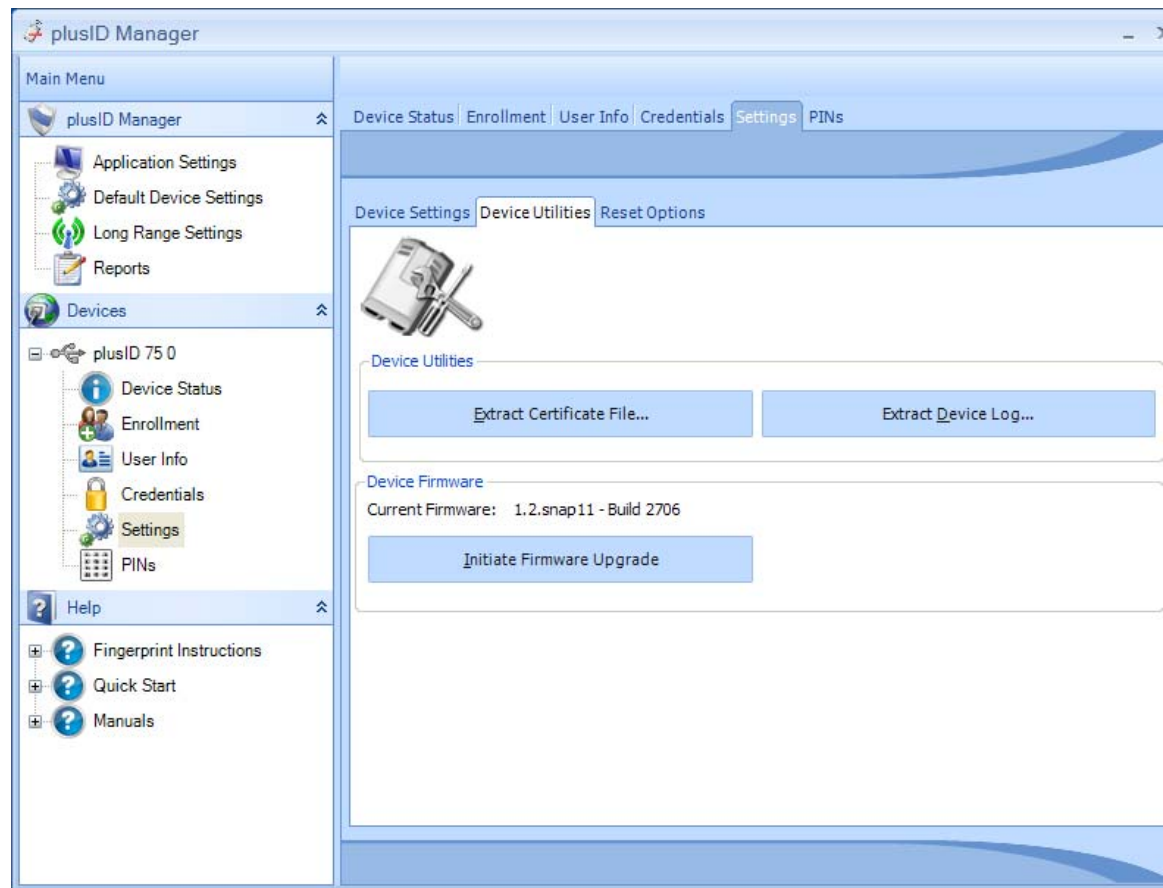 plusID Manager
Main Menu
plusID Manager
Application Settings
Default Device Settings
Long Range Settings
Reports
Devices
plusID 75 0
Device Status
Enrollment
User Info
Credentials
Settings
PINs
Help
Fingerprint Instructions
Quick Start
Manuals
Device Status Enrollment User Info Credentials Settings PINs
Device Settings Device Utilities Reset Options
Device Utilities
Extract Certificate File... Extract Device Log...
Device Firmware
Current Firmware: 1.2.snap11 - Build 2706
Initiate Firmware Upgrade